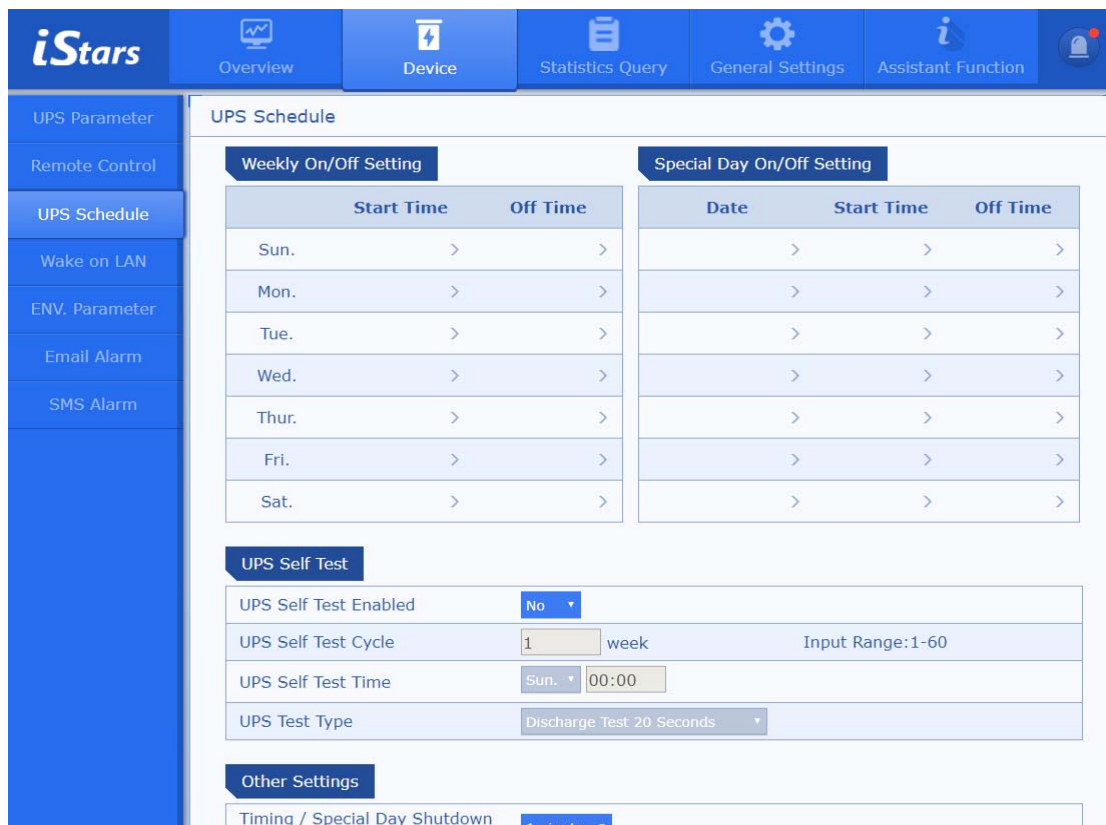 iStars
Overview
Device
Statistics Query
General Settings
Assistant Function
UPS Parameter
Remote Control
UPS Schedule
Wake on LAN
ENV. Parameter
Email Alarm
SMS Alarm
UPS Schedule
Weekly On/Off Setting
Start Time Off Time
Sun. > >
Mon. > >
Tue. > >
Wed. > >
Thur. > >
Fri. > >
Sat. > >
Special Day On/Off Setting
Date Start Time Off Time
> > >
> > >
> > >
> > >
> > >
> > >
> > >
UPS Self Test
UPS Self Test Enabled No
UPS Self Test Cycle 1 week Input Range:1-60
UPS Self Test Time Sun. 00:00
UPS Test Type Discharge Test 20 Seconds
Other Settings
Timing / Special Day Shutdown